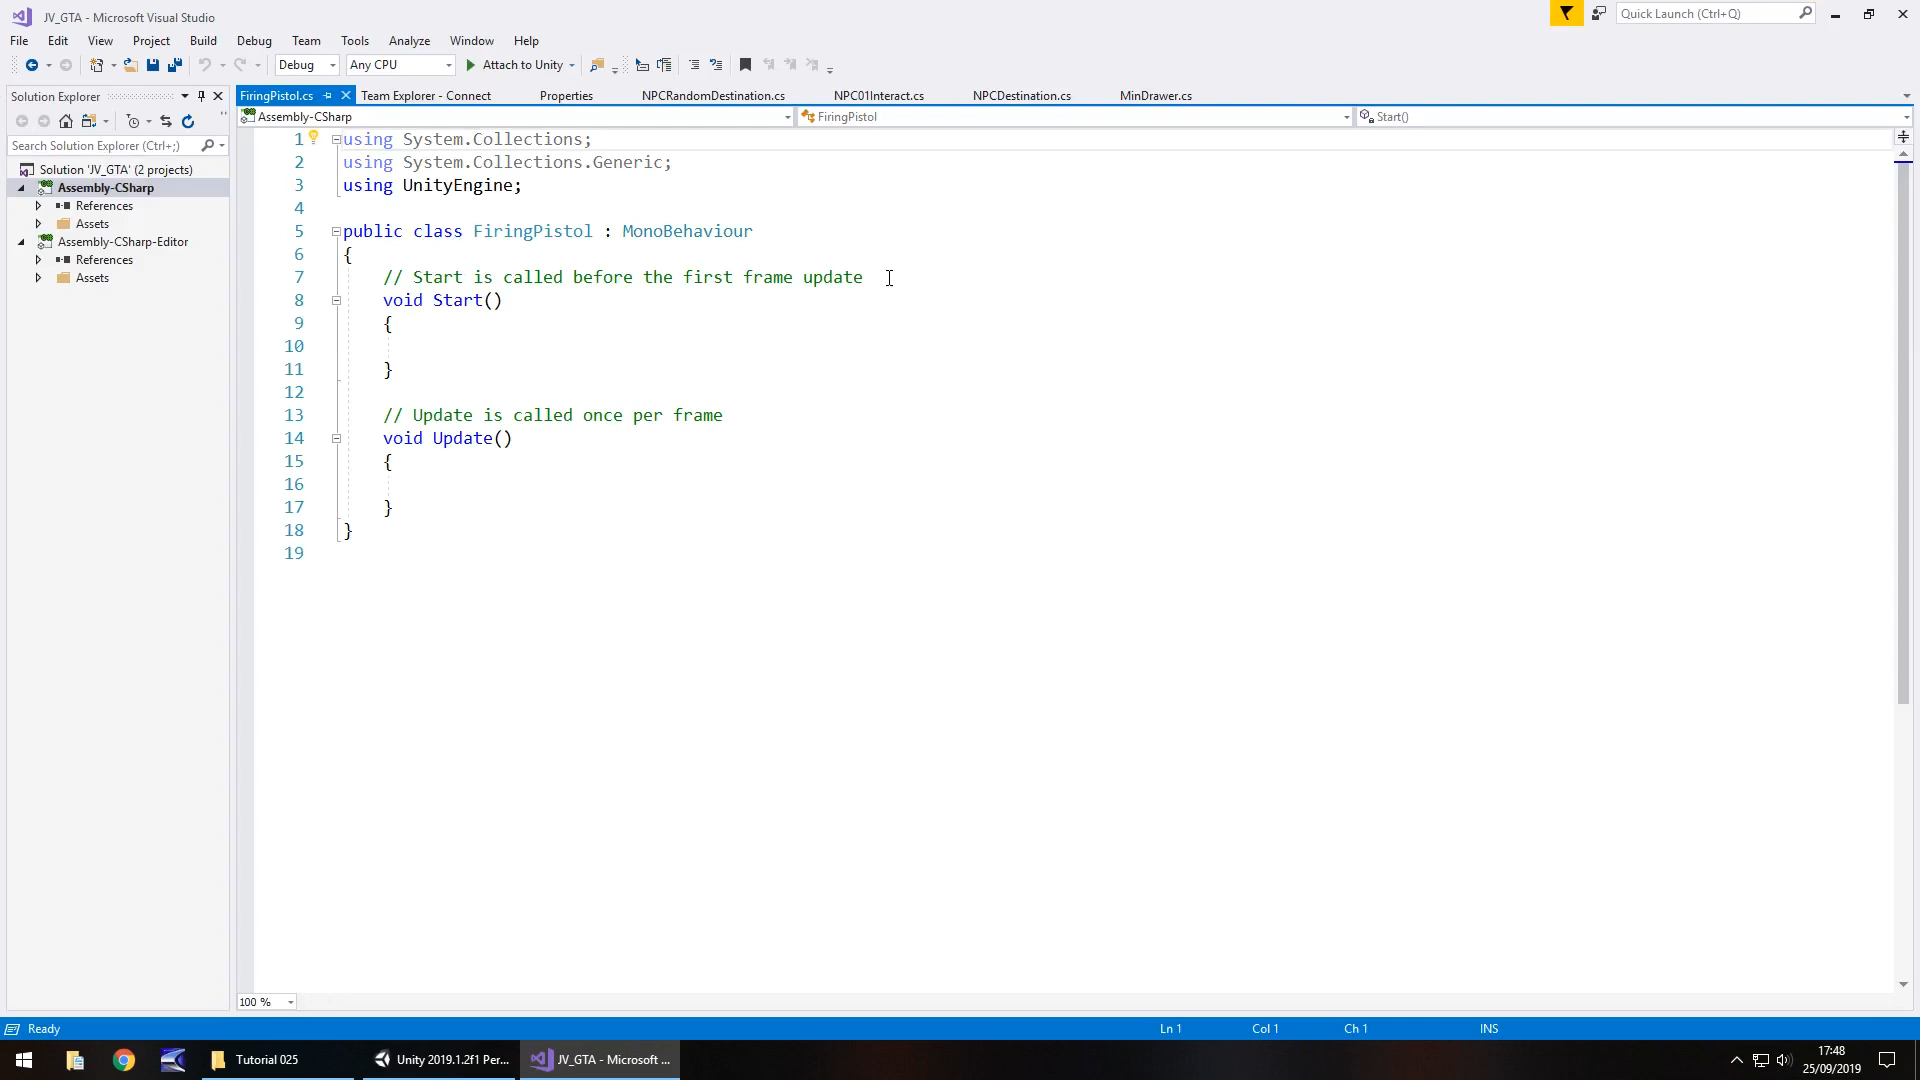 JV_GTA - Microsoft Visual Studio
Quick Launch (Ctrl+Q)
File Edit View Project Build Debug Team Tools Analyze Window Help
Debug Any CPU Attach to Unity
Solution Explorer
FiringPistol.cs Team Explorer - Connect Properties NPCRandomDestination.cs NPC01Interact.cs NPCDestination.cs MinDrawer.cs
Assembly-CSharp FiringPistol Start()
Search Solution Explorer (Ctrl+;)
Solution 'JV_GTA' (2 projects)
Assembly-CSharp
References
Assets
Assembly-CSharp-Editor
References
Assets
1 using System.Collections;
2 using System.Collections.Generic;
3 using UnityEngine;
4
5 public class FiringPistol : MonoBehaviour
6 {
7 // Start is called before the first frame update
8 void Start()
9 {
10
11 }
12
13 // Update is called once per frame
14 void Update()
15 {
16
17 }
18 }
19
100 %
Ready Ln 1 Col 1 Ch 1 INS
Tutorial 025 Unity 2019.1.2f1 Per... JV_GTA - Microsoft ...
17:48
25/09/2019